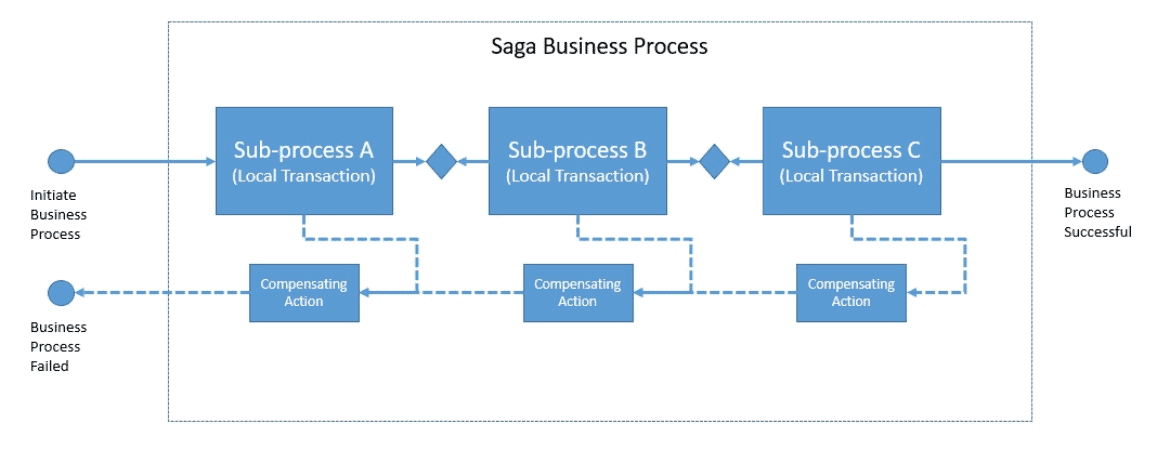 Saga Business Process
Sub-process A
(Local Transaction)
Sub-process B
(Local Transaction)
Sub-process C
(Local Transaction)
Initiate
Business
Process
Business
Process
Successful
Compensating
Action
Compensating
Action
Compensating
Action
Business
Process
Failed